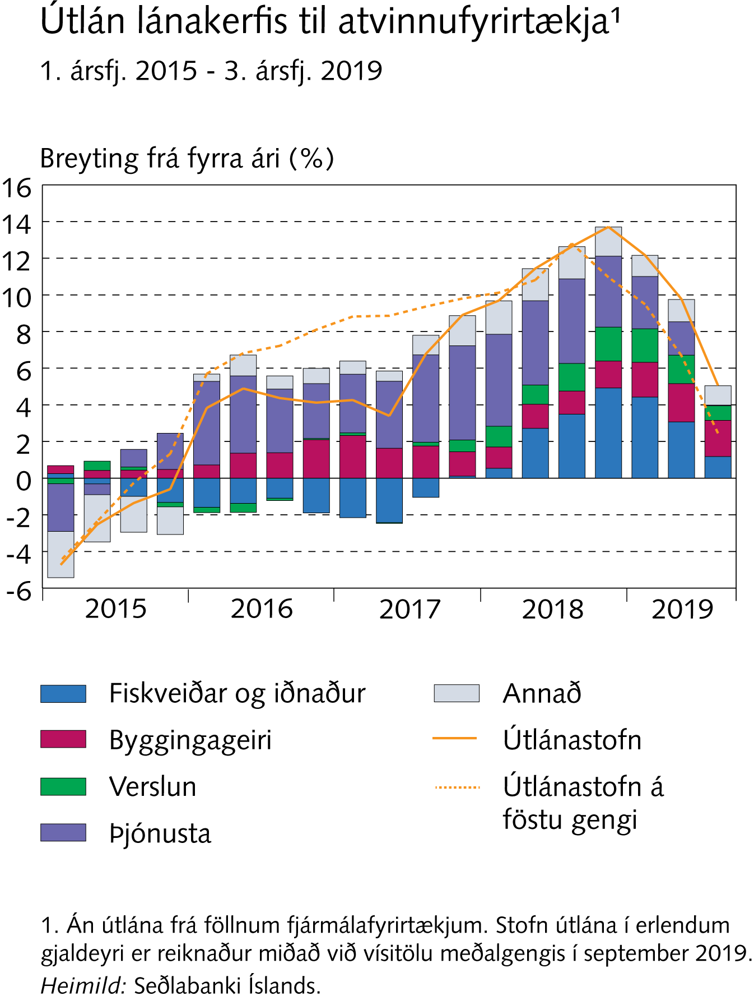 Útlán lánakerfis til atvinnufyrirtækja¹
1. ársfj. 2015 - 3. ársfj. 2019
Breyting frá fyrra ári (%)
16
14
12
10
8
6
4
2
0
-2
-4
-6
2015 2016 2017 2018 2019
Fiskveiðar og iðnaður
Byggingageiri
Verslun
Þjónusta
Annað
Útlánastofn
Útlánastofn á
föstu gengi
1. Án útlána frá föllnum fjármálafyrirtækjum. Stofn útlána í erlendum
gjaldeyri er reiknaður miðað við vísitölu meðalgengis í september 2019.
Heimild: Seðlabanki Íslands.